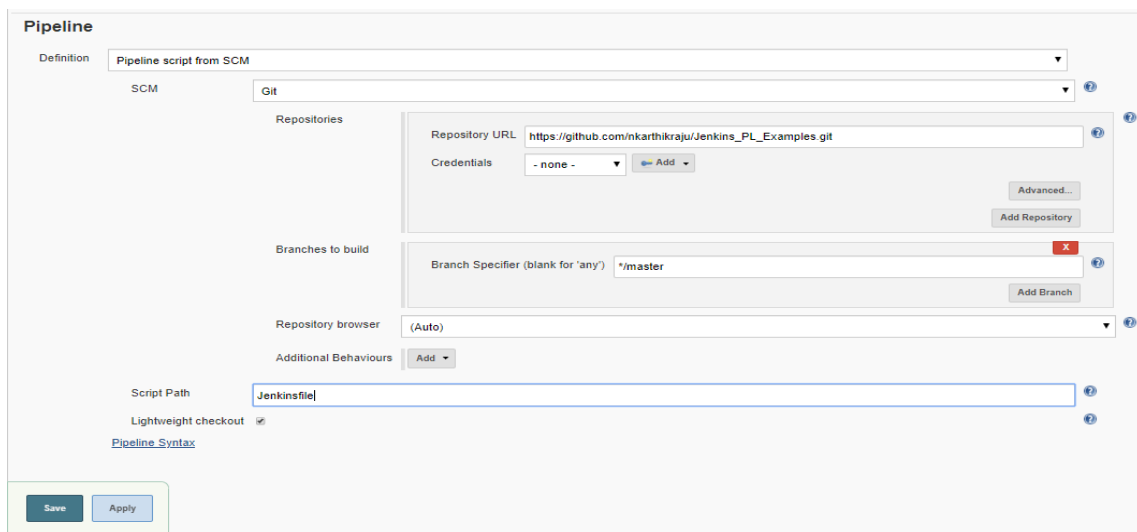 Pipeline
Definition Pipeline script from SCM
SCM Git
Repositories
Repository URL https://github.com/nkarthikraju/Jenkins_PL_Examples.git
Credentials - none - Add
Advanced...
Add Repository
Branches to build
X
Branch Specifier (blank for 'any') */master
Add Branch
Repository browser (Auto)
Additional Behaviours Add
Script Path Jenkinsfile
Lightweight checkout
Pipeline Syntax
Save Apply